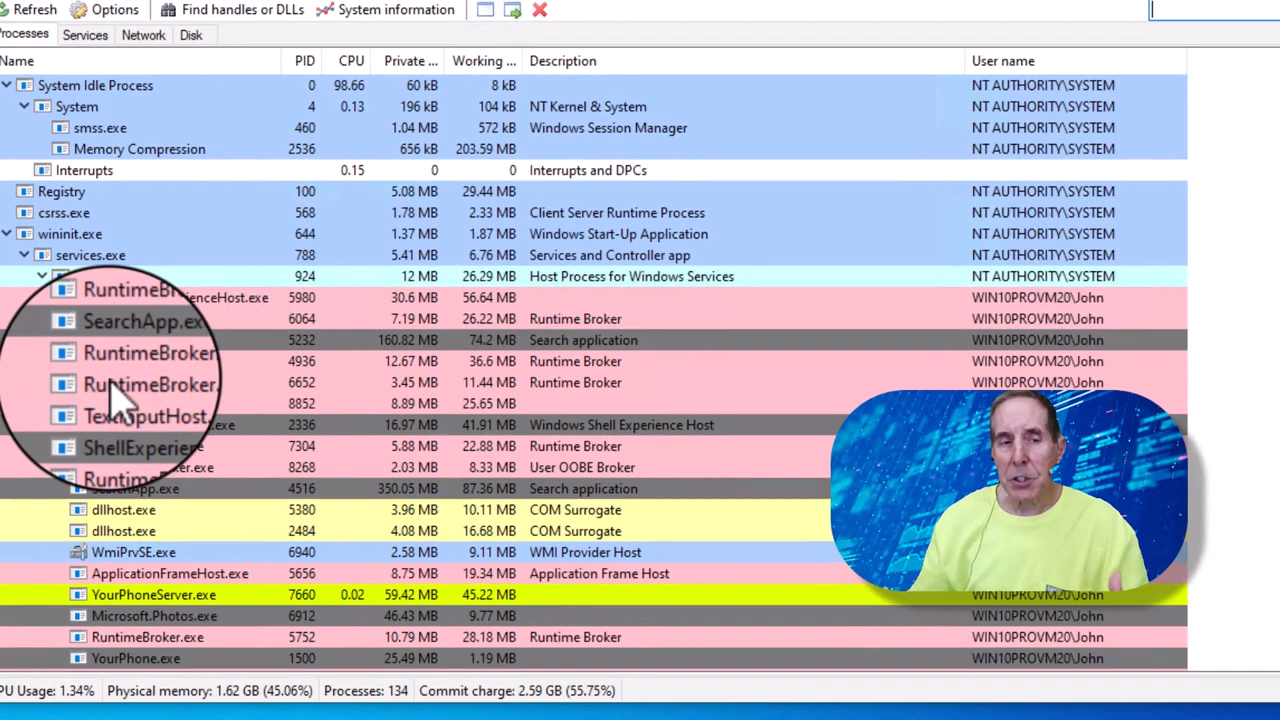 Refresh Options Find handles or DLLs System information
Processes Services Network Disk
Name PID CPU Private ... Working ... Description User name
System Idle Process 0 98.66 60 kB 8 kB NT AUTHORITY\SYSTEM
System 4 0.13 196 kB 104 kB NT Kernel & System NT AUTHORITY\SYSTEM
smss.exe 460 1.04 MB 572 kB Windows Session Manager NT AUTHORITY\SYSTEM
Memory Compression 2536 656 kB 203.59 MB NT AUTHORITY\SYSTEM
Interrupts 0.15 0 0 Interrupts and DPCs
Registry 100 5.08 MB 29.44 MB NT AUTHORITY\SYSTEM
csrss.exe 568 1.78 MB 2.33 MB Client Server Runtime Process NT AUTHORITY\SYSTEM
wininit.exe 644 1.37 MB 1.87 MB Windows Start-Up Application NT AUTHORITY\SYSTEM
services.exe 788 5.41 MB 6.76 MB Services and Controller app NT AUTHORITY\SYSTEM
924 12 MB 26.29 MB Host Process for Windows Services NT AUTHORITY\SYSTEM
RuntimeBr ienceHost.exe 5980 30.6 MB 56.64 MB WIN10PROVM20\John
SearchApp.ex 6064 7.19 MB 26.22 MB Runtime Broker WIN10PROVM20\John
5232 160.82 MB 74.2 MB Search application WIN10PROVM20\John
RuntimeBroker 4936 12.67 MB 36.6 MB Runtime Broker WIN10PROVM20\John
RuntimeBroker. 6652 3.45 MB 11.44 MB Runtime Broker WIN10PROVM20\John
TextInputHost. 8852 8.89 MB 25.65 MB
.exe 2336 16.97 MB 41.91 MB Windows Shell Experience Host
ShellExperien 7304 5.88 MB 22.88 MB Runtime Broker
Runtime ker.exe 8268 2.03 MB 8.33 MB User OOBE Broker
SearchApp.exe 4516 350.05 MB 87.36 MB Search application
dllhost.exe 5380 3.96 MB 10.11 MB COM Surrogate
dllhost.exe 2484 4.08 MB 16.68 MB COM Surrogate
WmiPrvSE.exe 6940 2.58 MB 9.11 MB WMI Provider Host
ApplicationFrameHost.exe 5656 8.75 MB 19.34 MB Application Frame Host
YourPhoneServer.exe 7660 0.02 59.42 MB 45.22 MB WIN10PROVM20\John
Microsoft.Photos.exe 6912 46.43 MB 9.77 MB WIN10PROVM20\John
RuntimeBroker.exe 5752 10.79 MB 28.18 MB Runtime Broker WIN10PROVM20\John
YourPhone.exe 1500 25.49 MB 1.19 MB WIN10PROVM20\John
PU Usage: 1.34% Physical memory: 1.62 GB (45.06%) Processes: 134 Commit charge: 2.59 GB (55.75%)